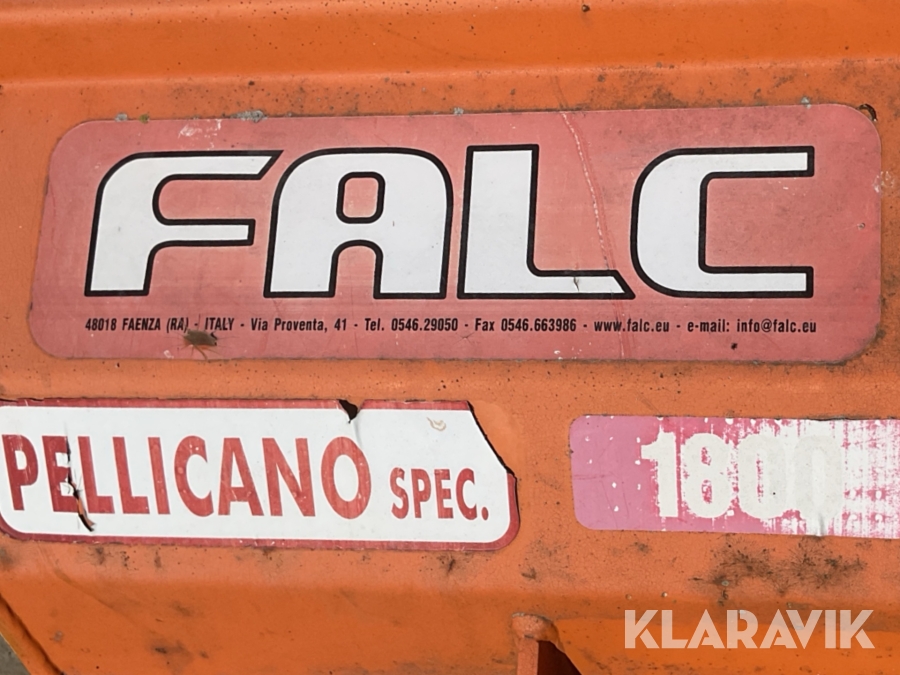 FALC
48018 FAENZA (RA) - ITALY - Via Proventa, 41 - Tel. 0546.29050 - Fax 0546.663986 - www.falc.eu - e-mail: info@falc.eu
PELLICANO SPEC.
1800
KLARAVIK